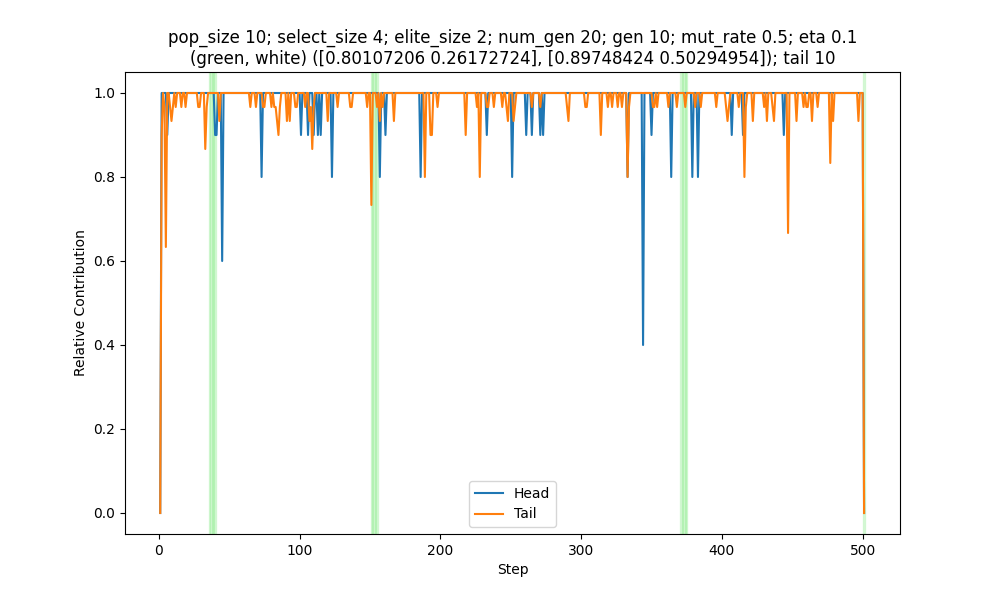 pop_size 10; select_size 4; elite_size 2; num_gen 20; gen 10; mut_rate 0.5; eta 0.1
(green, white) ([0.80107206 0.26172724], [0.89748424 0.50294954]); tail 10
Relative Contribution
1.0
0.8
0.6
0.4
0.2
0.0
Head
Tail
0
100
200
300
400
500
Step